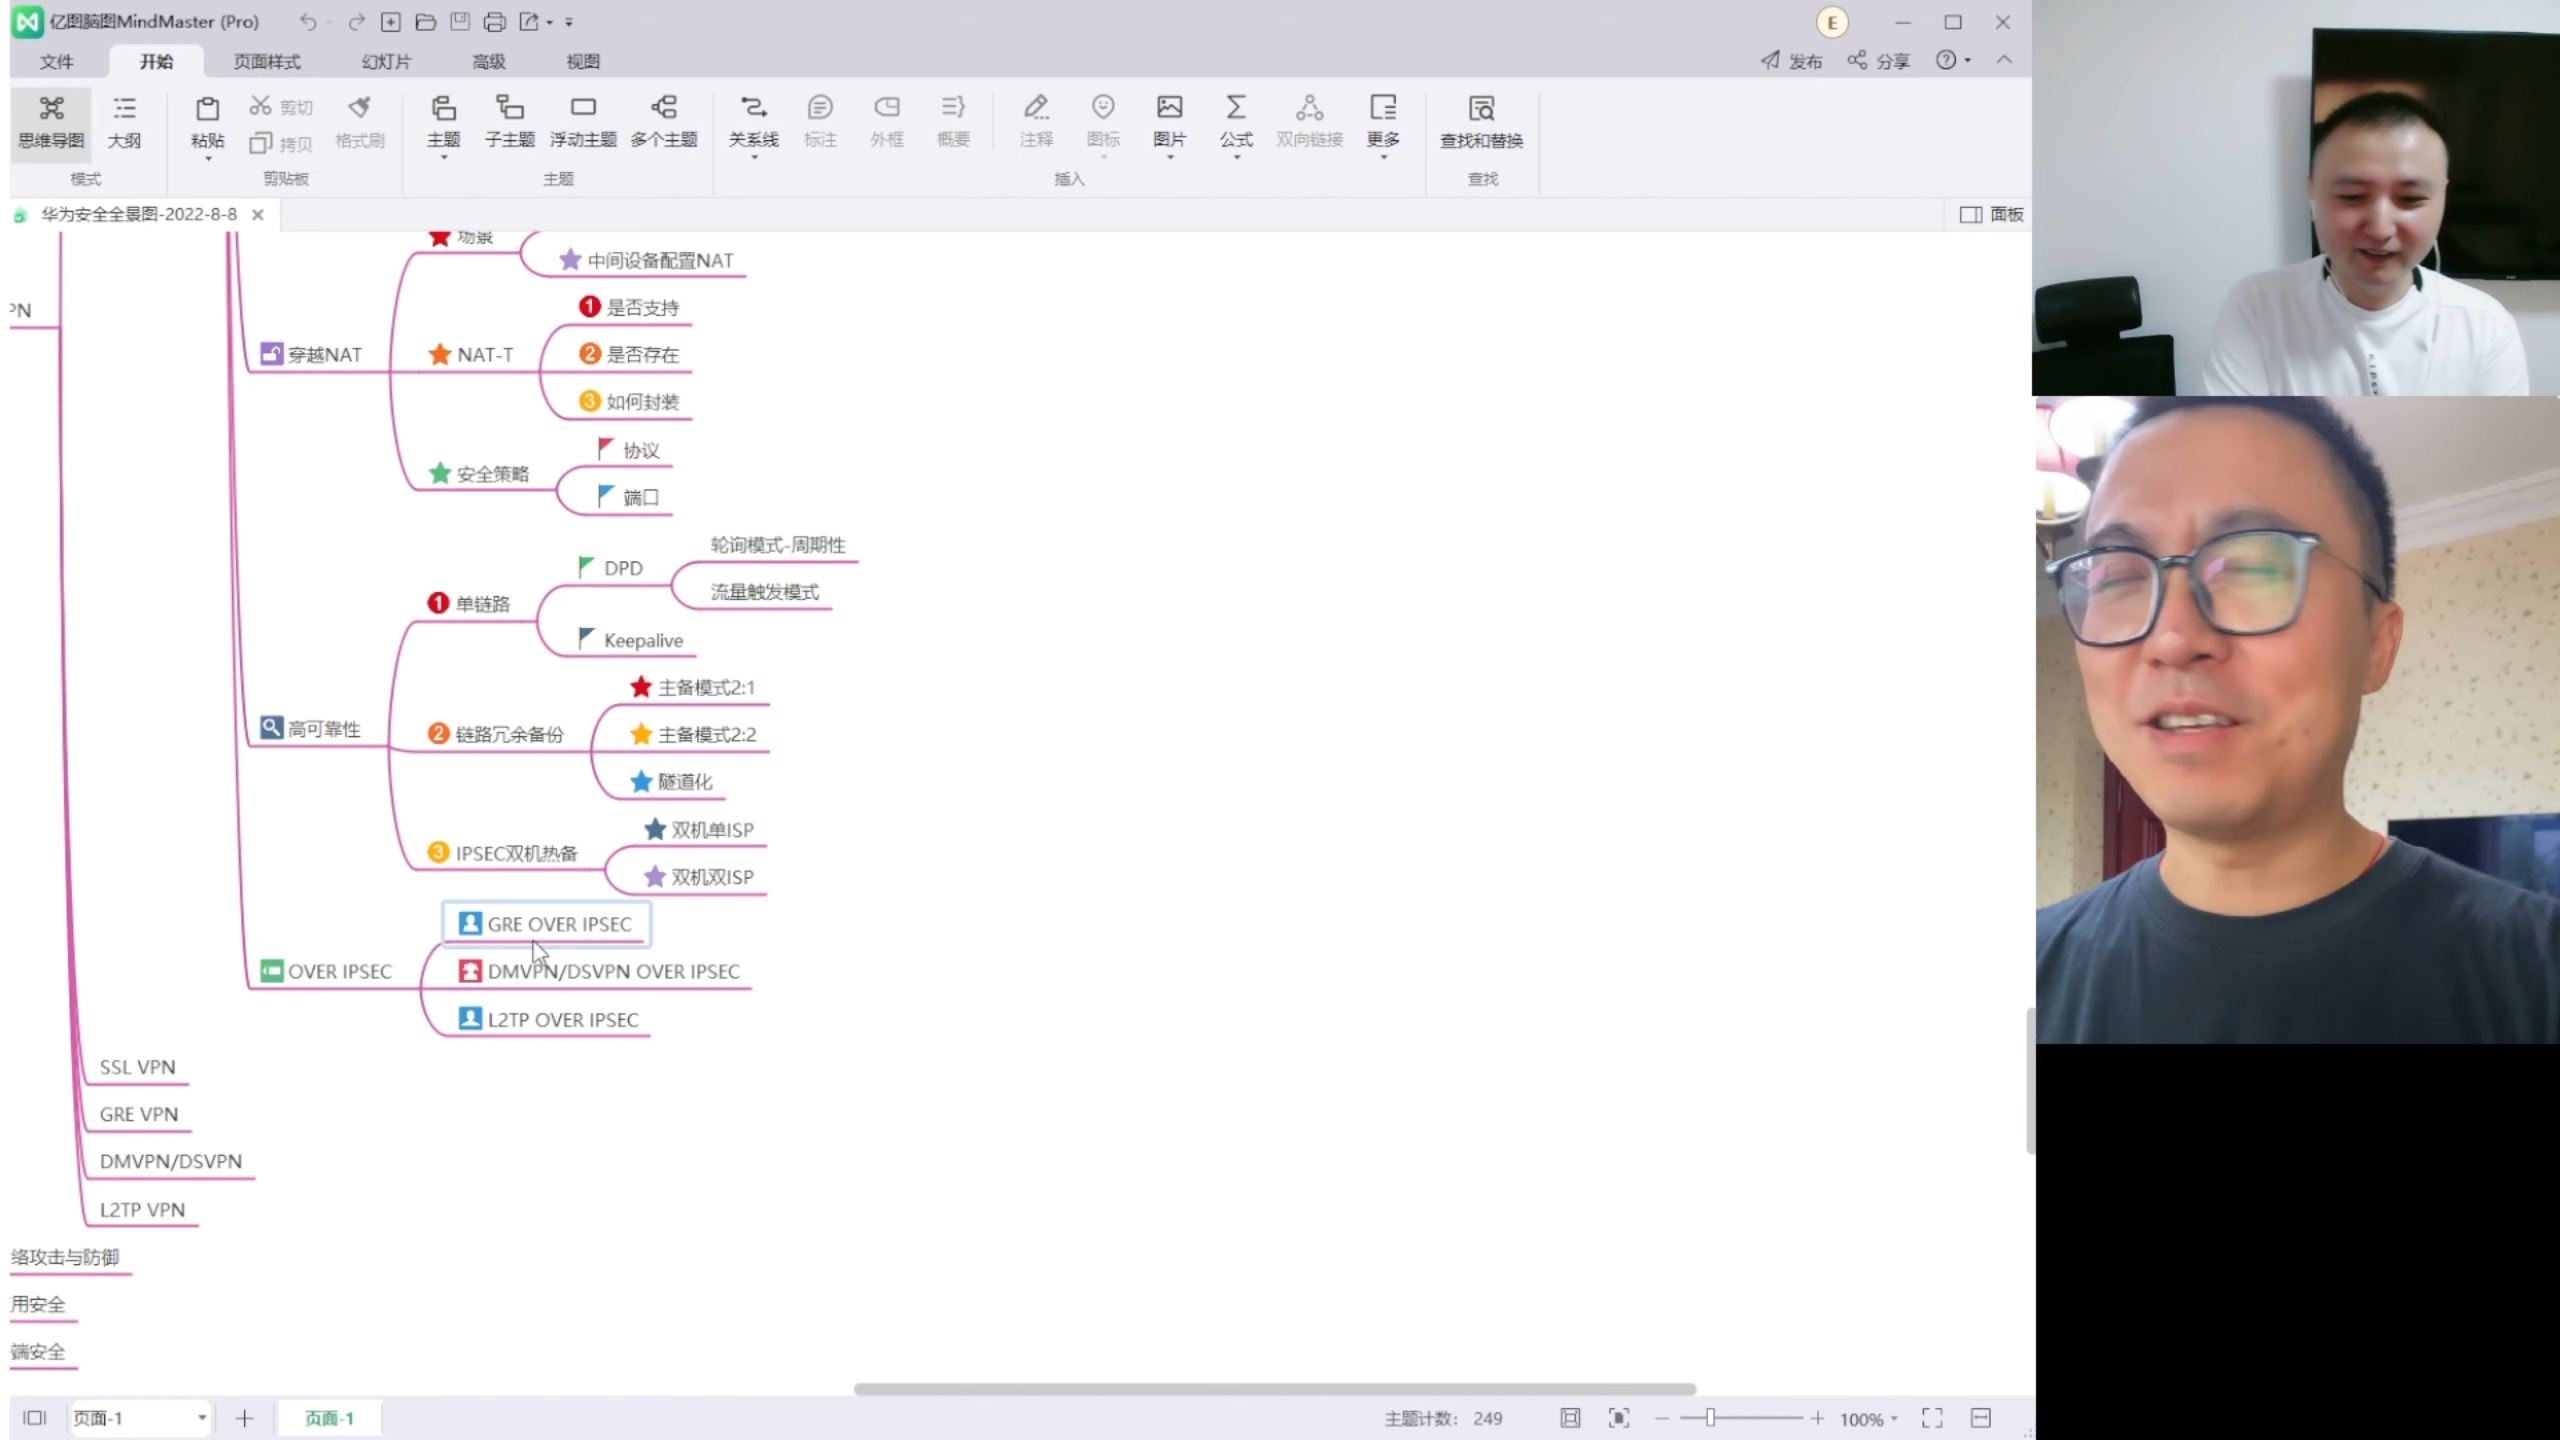 亿图脑图MindMaster (Pro)
E
文件 开始 页面样式 幻灯片 高级 视图
发布 分享
思维导图 大纲 粘贴 剪切 拷贝 格式刷 主题 子主题 浮动主题 多个主题 关系线 标注 外框 概要 注释 图标 图片 公式 双向链接 更多 查找和替换
模式 剪贴板 主题 插入 查找
华为安全全景图-2022-8-8
面板
场景
中间设备配置NAT
PN
1 是否支持
穿越NAT
NAT-T
2 是否存在
3 如何封装
协议
安全策略
端口
轮询模式-周期性
DPD
流量触发模式
1 单链路
Keepalive
主备模式2:1
高可靠性
2 链路冗余备份
主备模式2:2
隧道化
双机单ISP
3 IPSEC双机热备
双机双ISP
GRE OVER IPSEC
OVER IPSEC
DMVPN/DSVPN OVER IPSEC
L2TP OVER IPSEC
SSL VPN
GRE VPN
DMVPN/DSVPN
L2TP VPN
络攻击与防御
用安全
端安全
页面-1
页面-1
主题计数: 249
100%